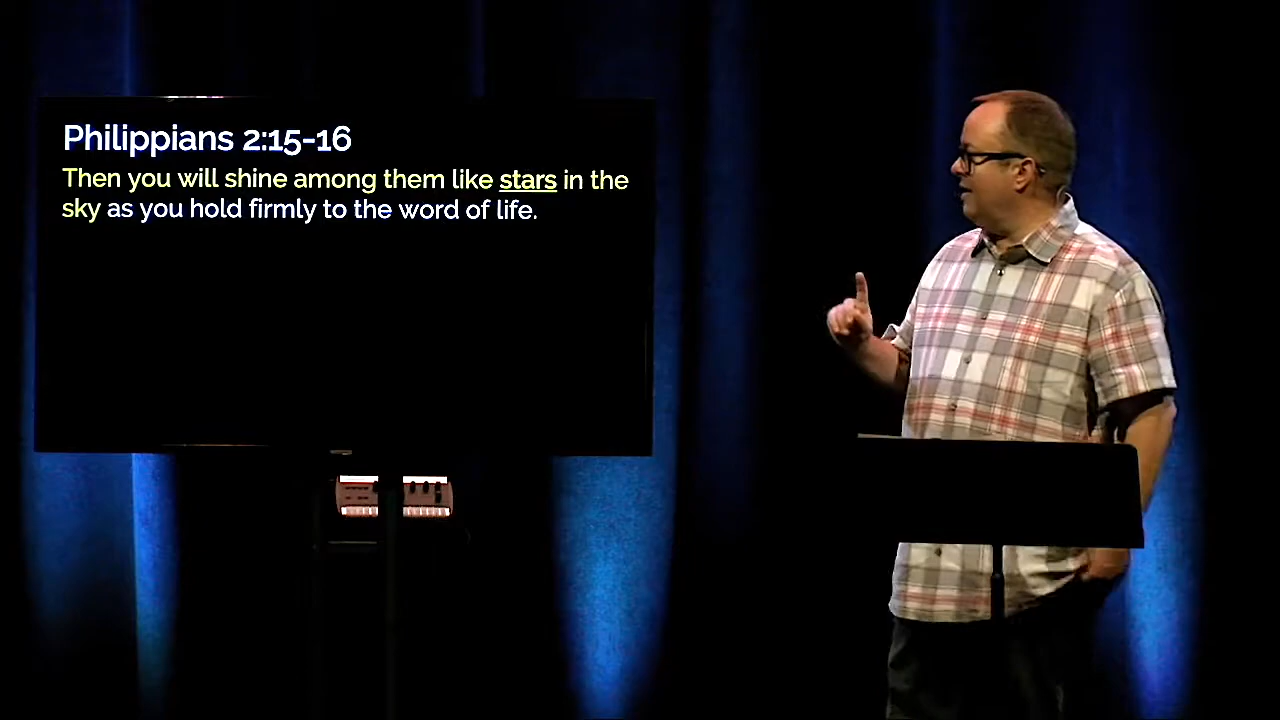 Philippians 2:15-16
Then you will shine among them like stars in the
sky as you hold firmly to the word of life.